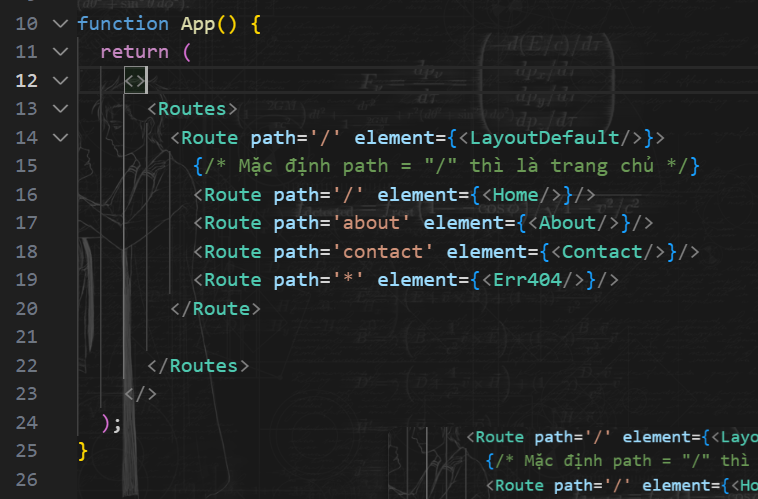 10 function App() {
11 return (
12 <>
13 <Routes>
14 <Route path='/' element={<LayoutDefault/>}>
15 {/* Mặc định path = "/" thì là trang chủ */}
16 <Route path='/' element={<Home/>}/>
17 <Route path='about' element={<About/>}/>
18 <Route path='contact' element={<Contact/>}/>
19 <Route path='*' element={<Err404/>}/>
20 </Route>
21
22 </Routes>
23 </>
24 );
25 }
26
<Route path='/' element={<Layo
{/* Mặc định path = "/" thì
<Route path='/' element={<Ho